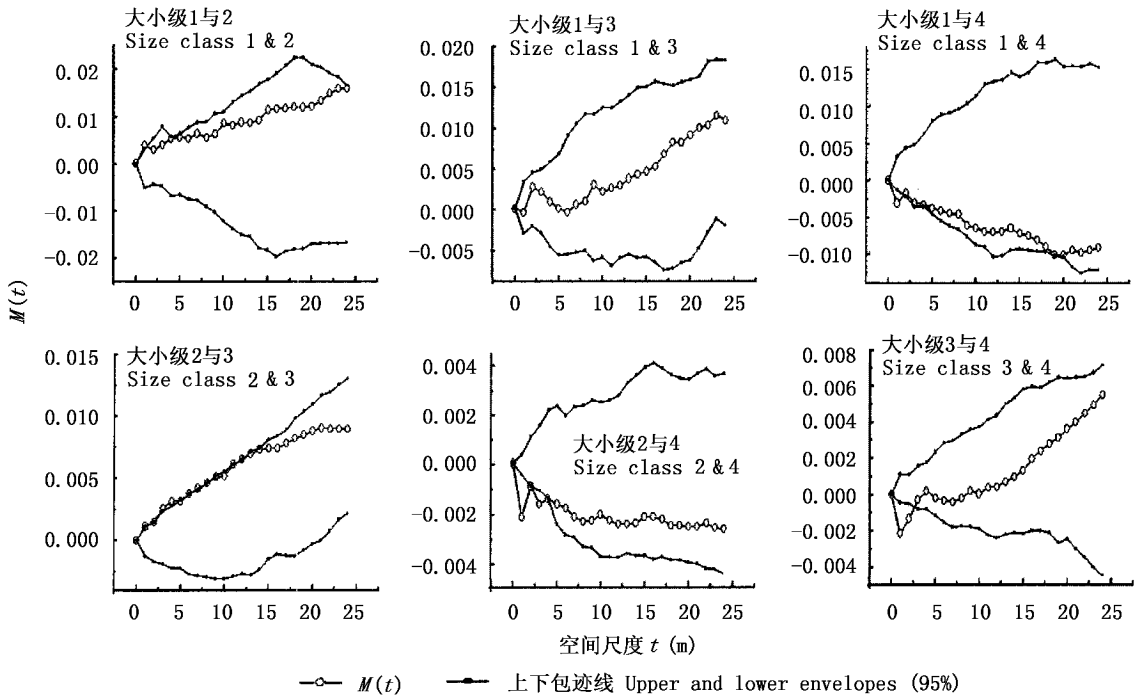 大小级1与2
Size class 1 & 2
0.02
0.01
0.00
-0.01
-0.02
0 5 10 15 20 25
大小级1与3
Size class 1 & 3
0.020
0.015
0.010
0.005
0.000
-0.005
0 5 10 15 20 25
大小级1与4
Size class 1 & 4
0.015
0.010
0.005
0.000
-0.005
-0.010
0 5 10 15 20 25
M(t)
大小级2与3
Size class 2 & 3
0.015
0.010
0.005
0.000
0 5 10 15 20 25
大小级2与4
Size class 2 & 4
0.004
0.002
0.000
-0.002
-0.004
0 5 10 15 20 25
大小级3与4
Size class 3 & 4
0.008
0.006
0.004
0.002
0.000
-0.002
-0.004
0 5 10 15 20 25
空间尺度 t (m)
M(t) 上下包迹线 Upper and lower envelopes (95%)